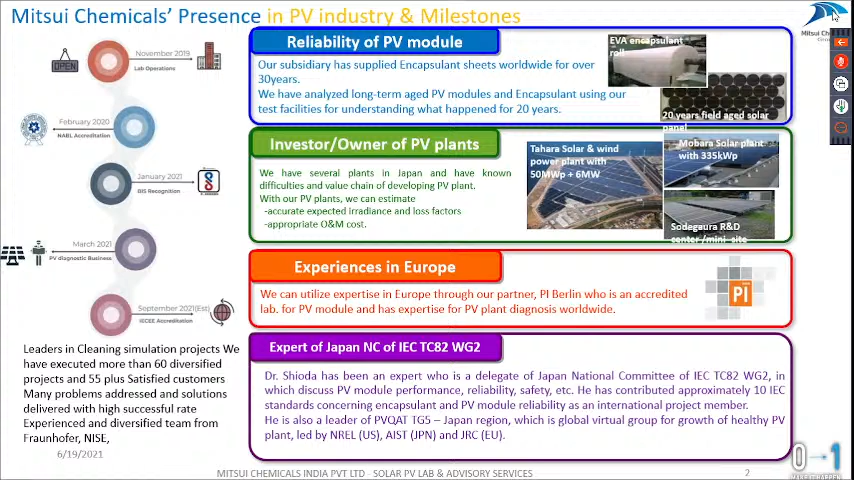 Mitsui Chemicals' Presence in PV industry & Milestones
November 2019
Lab Operations
OPEN
February 2020
NABL Accreditation
January 2021
BIS Recognition
March 2021
PV diagnostic Business
September 2021(Est)
IECEE Accreditation
Leaders in Cleaning simulation projects We
have executed more than 60 diversified
projects and 55 plus Satisfied customers
Many problems addressed and solutions
delivered with high successful rate
Experienced and diversified team from
Fraunhofer, NISE,
6/19/2021
Reliability of PV module
Our subsidiary has supplied Encapsulant sheets worldwide for over
30years.
We have analyzed long-term aged PV modules and Encapsulant using our
test facilities for understanding what happened for 20 years.
EVA encapsulant
roll
20 years field aged solar
panel
Investor/Owner of PV plants
We have several plants in Japan and have known
difficulties and value chain of developing PV plant.
With our PV plants, we can estimate
-accurate expected irradiance and loss factors
-appropriate O&M cost.
Tahara Solar & wind
power plant with
50MWp + 6MW
Mobara Solar plant
with 335kWp
Sodegaura R&D
center /mini site
Experiences in Europe
We can utilize expertise in Europe through our partner, PI Berlin who is an accredited
lab. for PV module and has expertise for PV plant diagnosis worldwide.
PI
Expert of Japan NC of IEC TC82 WG2
Dr. Shioda has been an expert who is a delegate of Japan National Committee of IEC TC82 WG2, in
which discuss PV module performance, reliability, safety, etc. He has contributed approximately 10 IEC
standards concerning encapsulant and PV module reliability as an international project member.
He is also a leader of PVQAT TG5 – Japan region, which is global virtual group for growth of healthy PV
plant, led by NREL (US), AIST (JPN) and JRC (EU).
MITSUI CHEMICALS INDIA PVT LTD - SOLAR PV LAB & ADVISORY SERVICES
2
0→1
Mitsui Chem